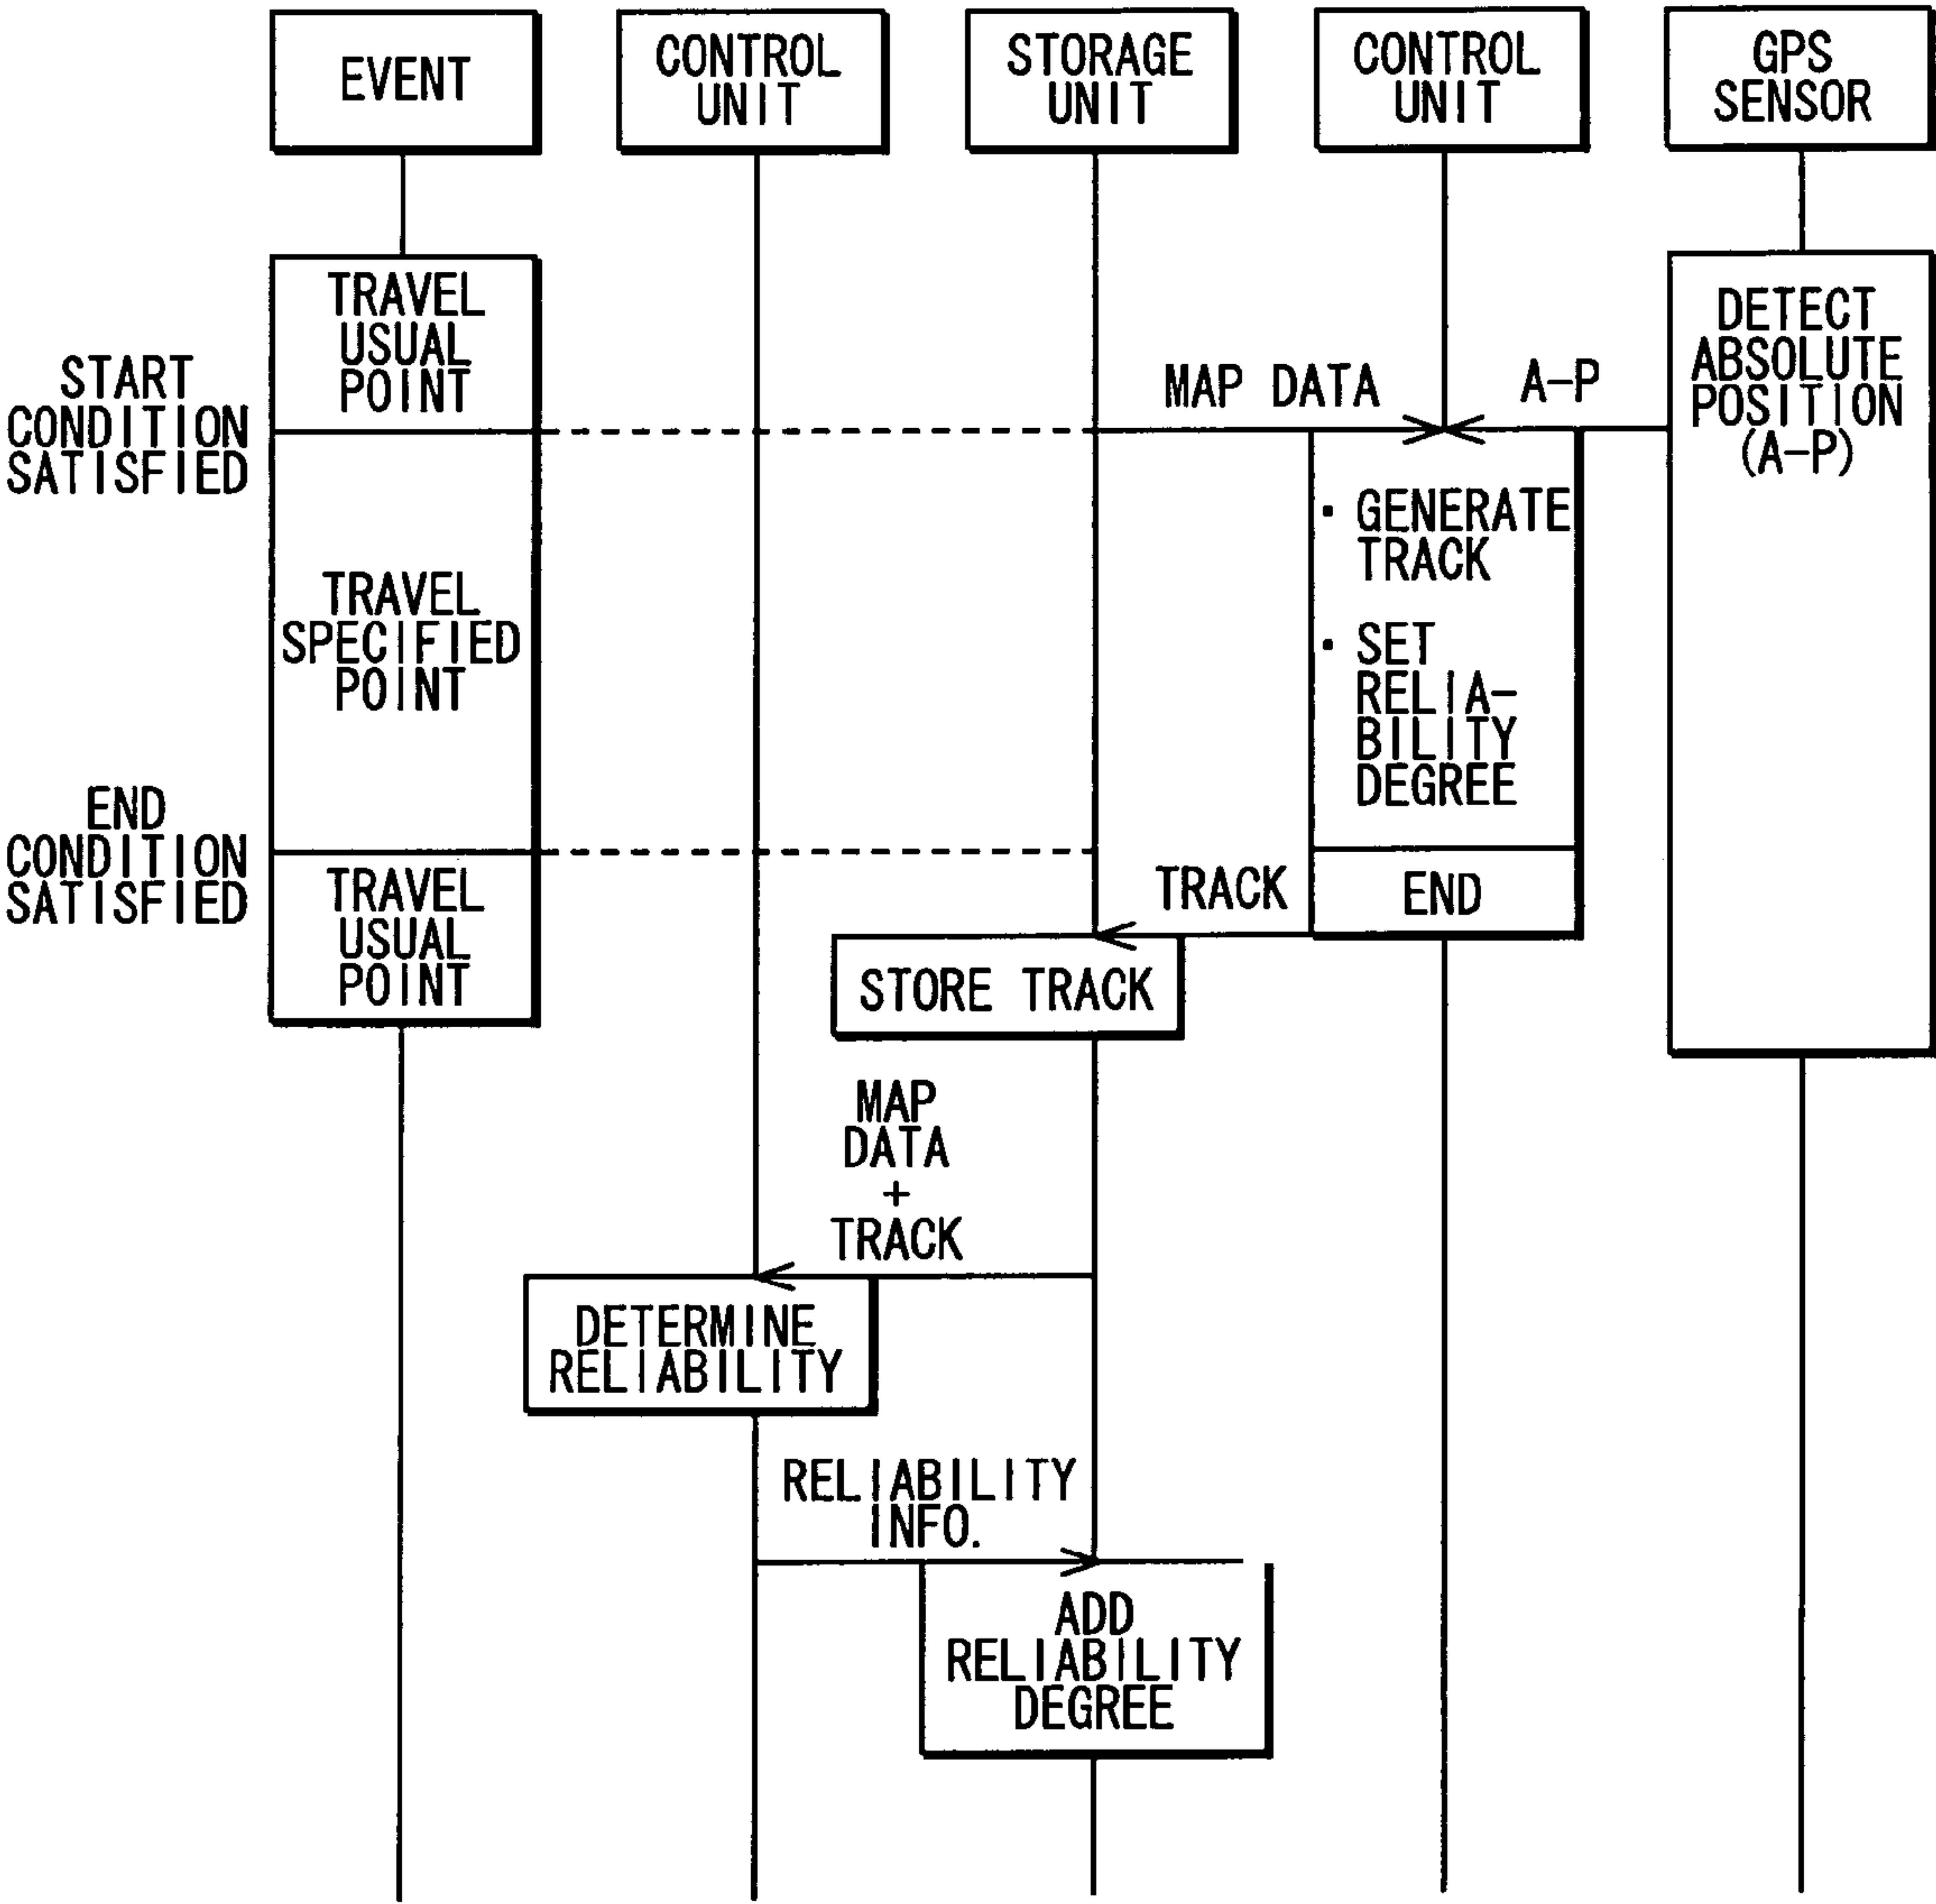 EVENT
CONTROL
UNIT
STORAGE
UNIT
CONTROL
UNIT
GPS
SENSOR
TRAVEL
USUAL
POINT
START
CONDITION
SATISFIED
MAP DATA
A-P
DETECT
ABSOLUTE
POSITION
(A-P)
TRAVEL
SPECIFIED
POINT
· GENERATE
TRACK
· SET
RELIA-
BILITY
DEGREE
END
CONDITION
SATISFIED
TRAVEL
USUAL
POINT
TRACK
END
STORE TRACK
MAP
DATA
+
TRACK
DETERMINE
RELIABILITY
RELIABILITY
INFO.
ADD
RELIABILITY
DEGREE